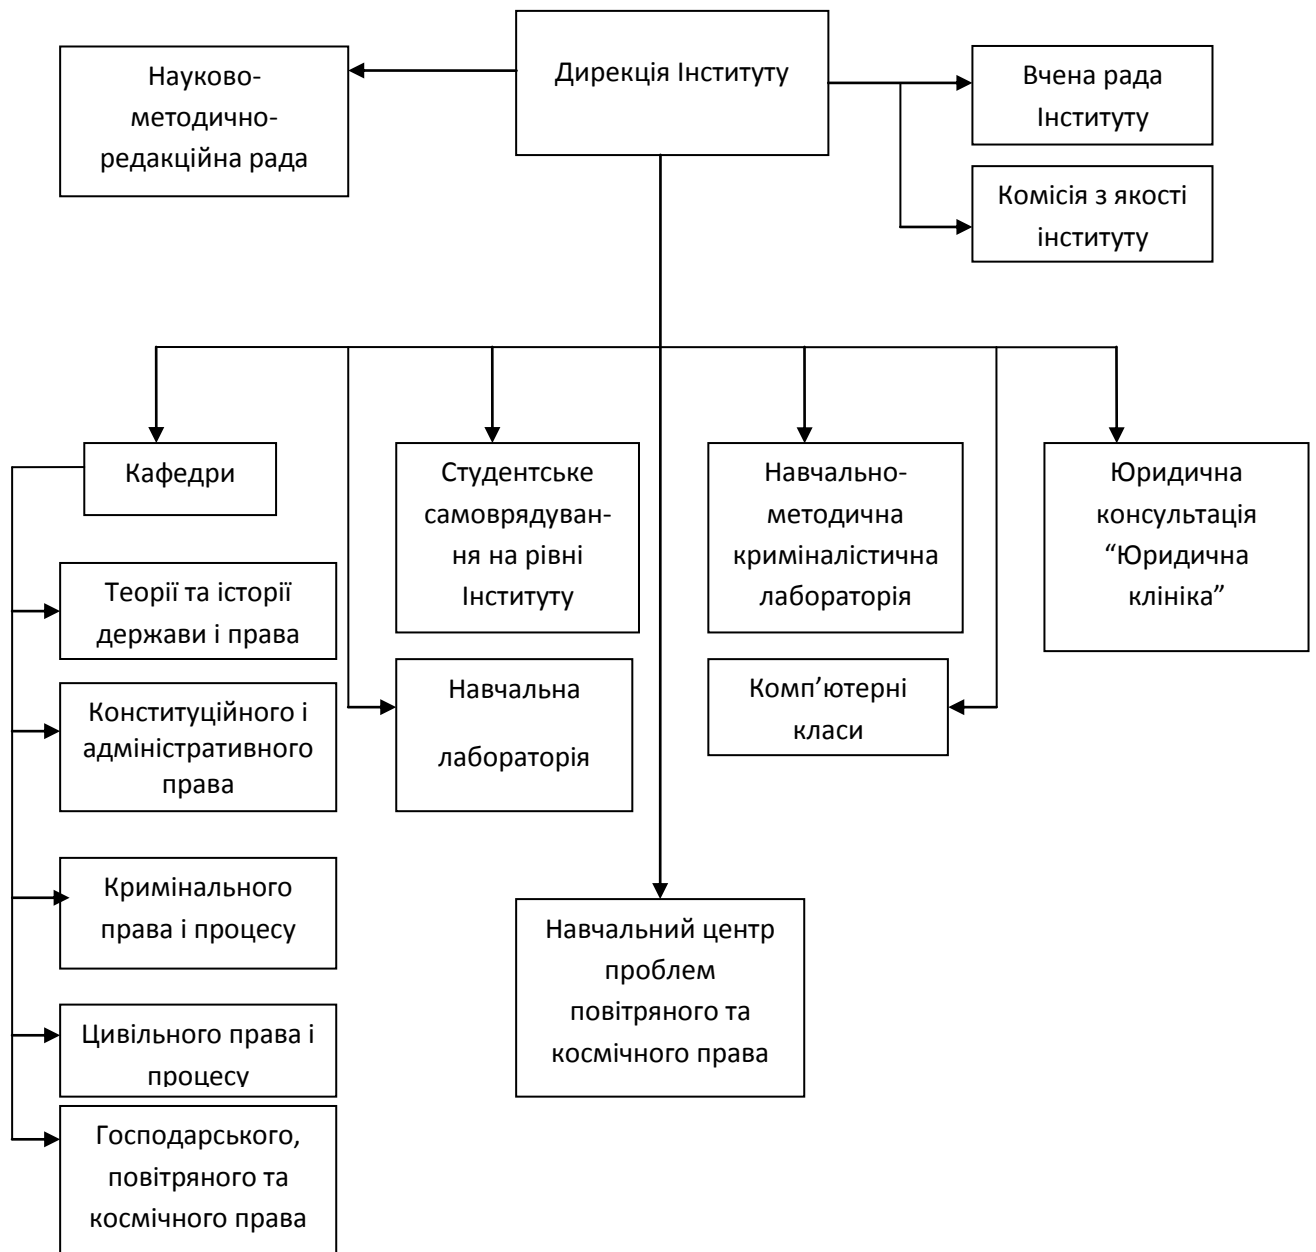 Науково-
методично-
редакційна рада
Дирекція Інституту
Вчена рада
Інституту
Комісія з якості
інституту
Кафедри
Студентське
самоврядуван-
ня на рівні
Інституту
Навчально-
методична
криміналістична
лабораторія
Юридична
консультація
“Юридична
клініка”
Теорії та історії
держави і права
Конституційного і
адміністративного
права
Навчальна
лабораторія
Комп’ютерні
класи
Кримінального
права і процесу
Навчальний центр
проблем
повітряного та
космічного права
Цивільного права і
процесу
Господарського,
повітряного та
космічного права